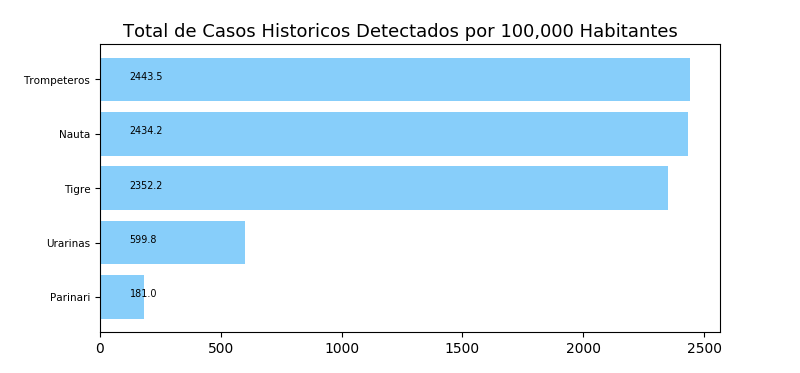 Total de Casos Historicos Detectados por 100,000 Habitantes
Trompeteros 2443.5
Nauta 2434.2
Tigre 2352.2
Urarinas 599.8
Parinari 181.0
0 500 1000 1500 2000 2500